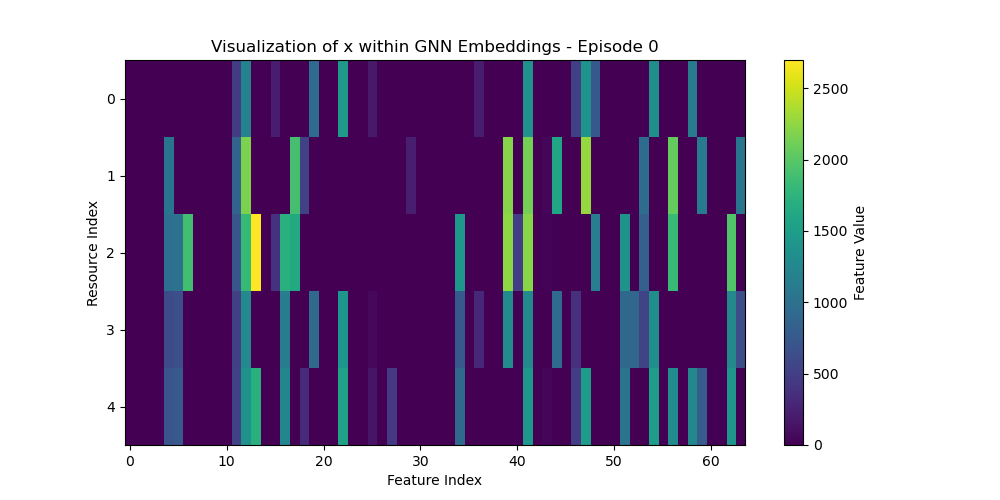 Visualization of x within GNN Embeddings - Episode 0
Resource Index
0
1
2
3
4
0 10 20 30 40 50 60
Feature Index
2500
2000
1500
1000
500
0
Feature Value